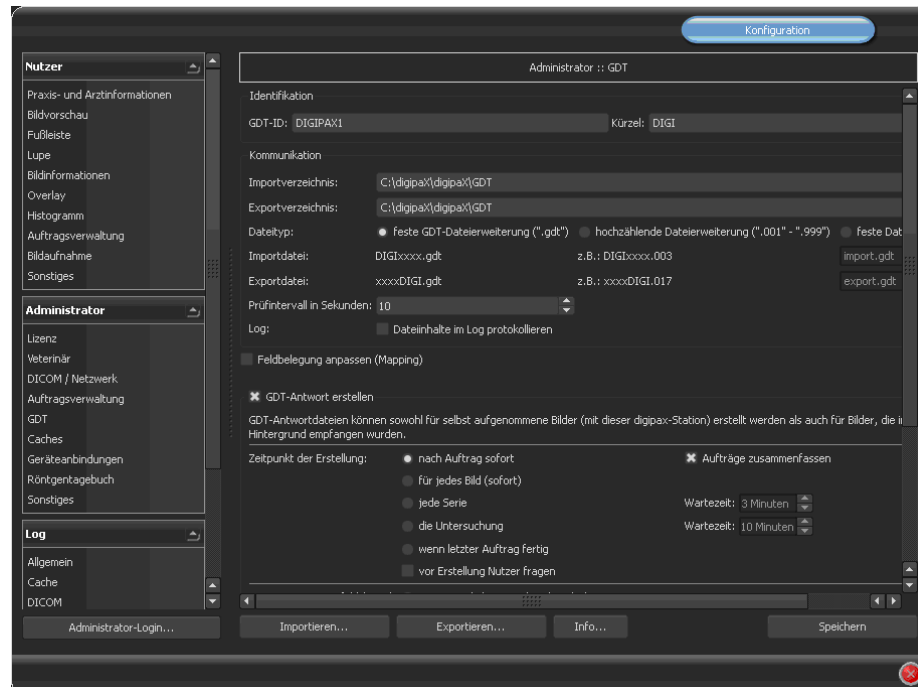 Konfiguration
Nutzer
Praxis- und Arztinformationen
Bildvorschau
Fußleiste
Lupe
Bildinformationen
Overlay
Histogramm
Auftragsverwaltung
Bildaufnahme
Sonstiges
Administrator
Lizenz
Veterinär
DICOM / Netzwerk
Auftragsverwaltung
GDT
Caches
Geräteanbindungen
Röntgentagebuch
Sonstiges
Log
Allgemein
Cache
DICOM
Administrator-Login...
Administrator :: GDT
Identifikation
GDT-ID: DIGIPAX1 Kürzel: DIGI
Kommunikation
Importverzeichnis: C:\digipaX\digipaX\GDT
Exportverzeichnis: C:\digipaX\digipaX\GDT
Dateityp: feste GDT-Dateierweiterung (".gdt") hochzählende Dateierweiterung (".001" - ".999") feste Dat
Importdatei: DIGIxxxx.gdt z.B.: DIGIxxxx.003 import.gdt
Exportdatei: xxxxDIGI.gdt z.B.: xxxxDIGI.017 export.gdt
Prüfintervall in Sekunden: 10
Log: Dateiinhalte im Log protokollieren
Feldbelegung anpassen (Mapping)
GDT-Antwort erstellen
GDT-Antwortdateien können sowohl für selbst aufgenommene Bilder (mit dieser digipax-Station) erstellt werden als auch für Bilder, die i
Hintergrund empfangen wurden.
Zeitpunkt der Erstellung: nach Auftrag sofort Aufträge zusammenfassen
für jedes Bild (sofort)
jede Serie Wartezeit: 3 Minuten
die Untersuchung Wartezeit: 10 Minuten
wenn letzter Auftrag fertig
vor Erstellung Nutzer fragen
Importieren... Exportieren... Info... Speichern